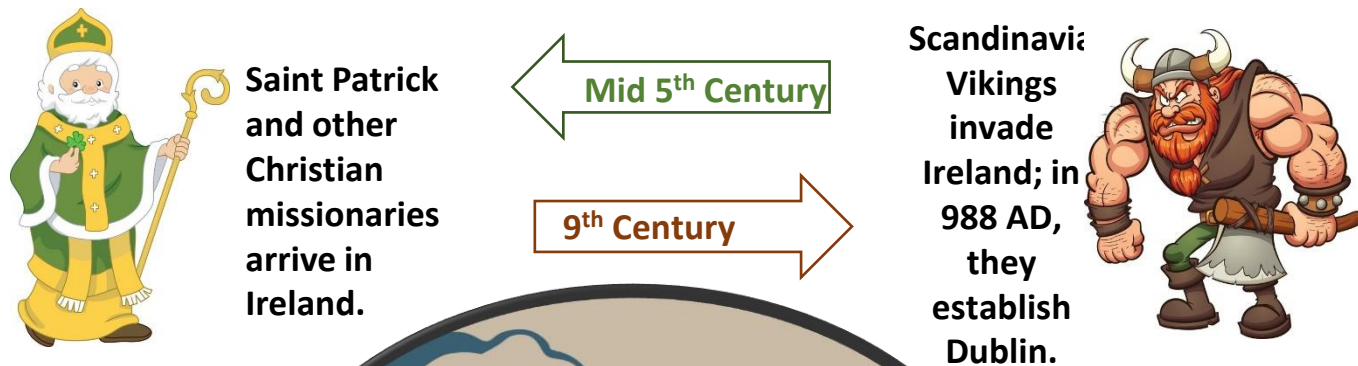 Saint Patrick
and other
Christian
missionaries
arrive in
Ireland.
Mid 5th Century
9th Century
Scandinavia
Vikings
invade
Ireland; in
988 AD,
they
establish
Dublin.